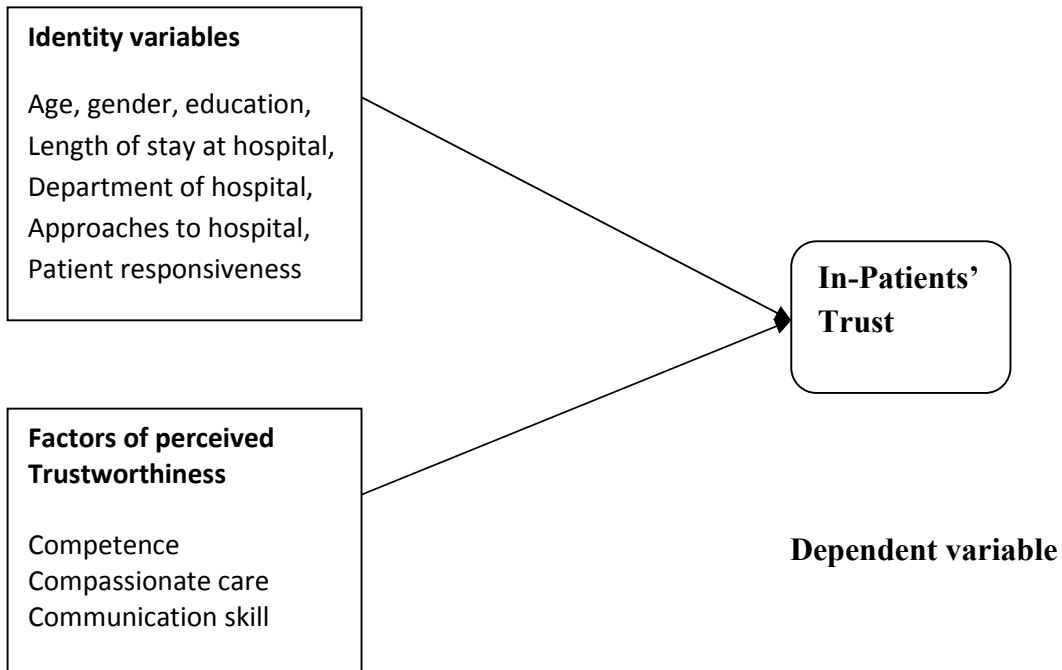 Identity variables
Age, gender, education,
Length of stay at hospital,
Department of hospital,
Approaches to hospital,
Patient responsiveness
In-Patients’
Trust
Factors of perceived
Trustworthiness
Competence
Compassionate care
Communication skill
Dependent variable